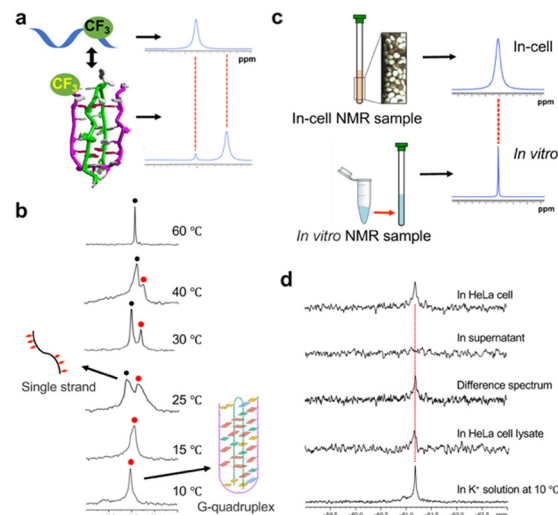 a
CF3
ppm
CF3
ppm
b
60 °C
40 °C
30 °C
Single strand
25 °C
15 °C
10 °C
G-quadruplex
c
In-cell
ppm
In-cell NMR sample
In vitro
ppm
In vitro NMR sample
d
In HeLa cell
In supernatant
Difference spectrum
In HeLa cell lysate
In K+ solution at 10 °C